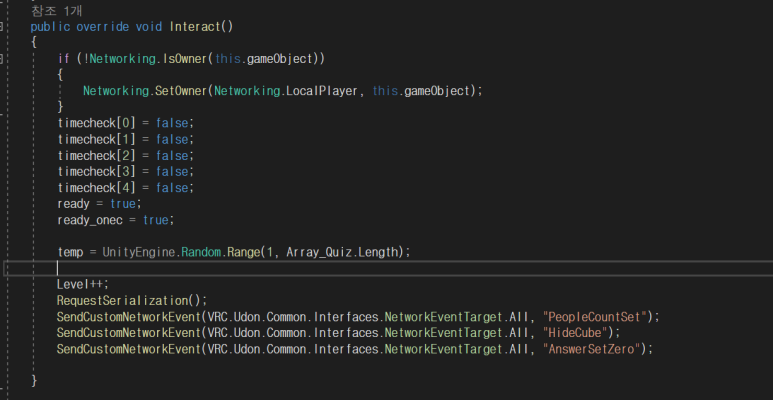 참조 1개
public override void Interact()
{
if (!Networking.IsOwner(this.gameObject))
{
Networking.SetOwner(Networking.LocalPlayer, this.gameObject);
}
timecheck[0] = false;
timecheck[1] = false;
timecheck[2] = false;
timecheck[3] = false;
timecheck[4] = false;
ready = true;
ready_onec = true;
temp = UnityEngine.Random.Range(1, Array_Quiz.Length);
Level++;
RequestSerialization();
SendCustomNetworkEvent(VRC.Udon.Common.Interfaces.NetworkEventTarget.All, "PeopleCountSet");
SendCustomNetworkEvent(VRC.Udon.Common.Interfaces.NetworkEventTarget.All, "HideCube");
SendCustomNetworkEvent(VRC.Udon.Common.Interfaces.NetworkEventTarget.All, "AnswerSetZero");
}